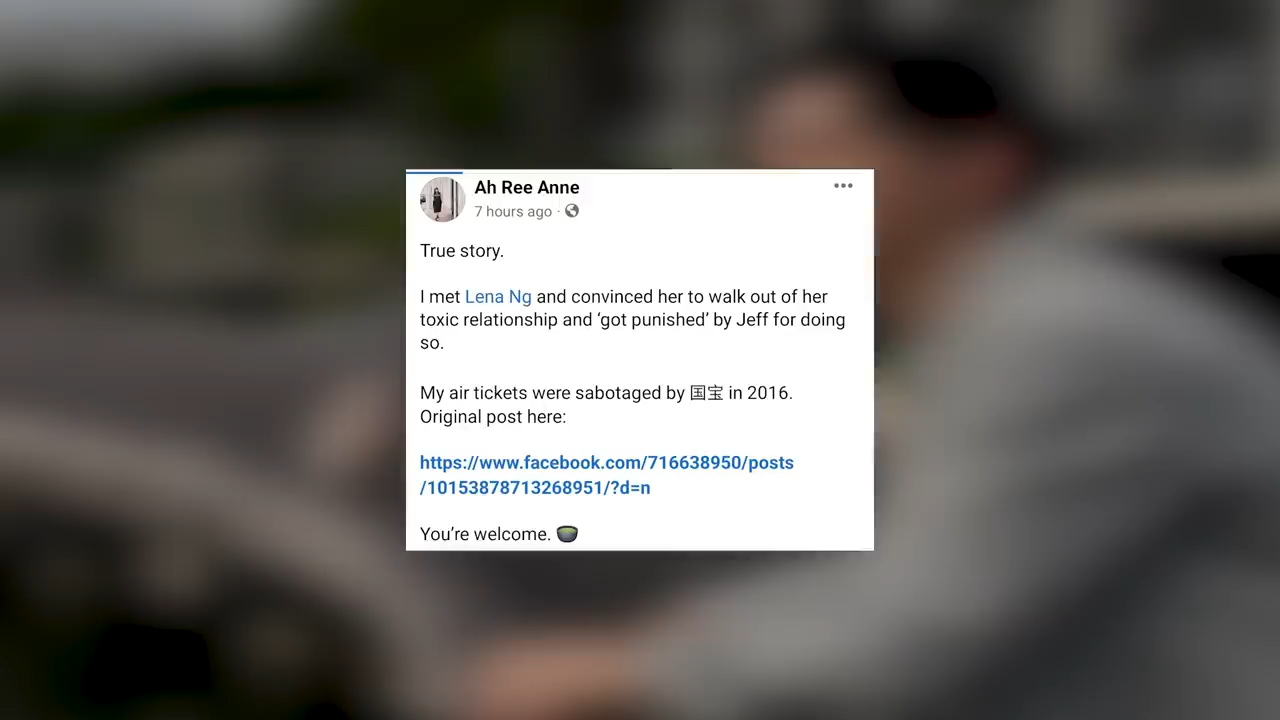 Ah Ree Anne
7 hours ago ·
True story.
I met Lena Ng and convinced her to walk out of her
toxic relationship and ‘got punished’ by Jeff for doing
so.
My air tickets were sabotaged by 国宝 in 2016.
Original post here:
https://www.facebook.com/716638950/posts
/10153878713268951/?d=n
You’re welcome. 🍵